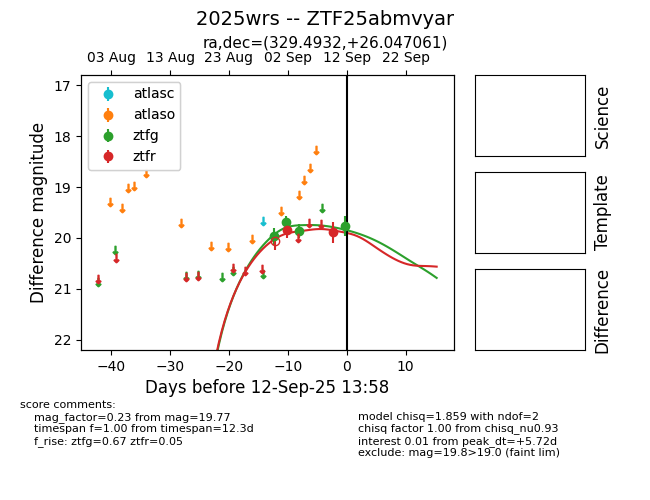 2025wrs -- ZTF25abmvyar
ra,dec=(329.4932,+26.047061)
03 Aug 13 Aug 23 Aug 02 Sep 12 Sep 22 Sep
17
18
19
20
21
22
Difference magnitude
atlasc
atlaso
ztfg
ztfr
−40 −30 −20 −10 0 10
Days before 12-Sep-25 13:58
Science
Template
Difference
score comments:
mag_factor=0.23 from mag=19.77
timespan f=1.00 from timespan=12.3d
f_rise: ztfg=0.67 ztfr=0.05
model chisq=1.859 with ndof=2
chisq factor 1.00 from chisq_nu0.93
interest 0.01 from peak_dt=+5.72d
exclude: mag=19.8>19.0 (faint lim)